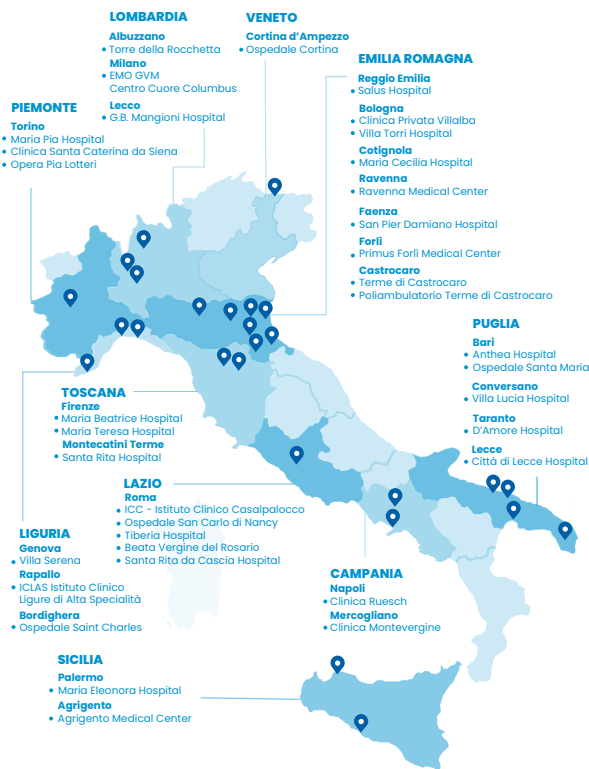 LOMBARDIA
Albuzzano
• Torre della Rocchetta
Milano
• EMO GVM
Centro Cuore Columbus
Lecco
• G.B. Mangioni Hospital
VENETO
Cortina d’Ampezzo
• Ospedale Cortina
EMILIA ROMAGNA
Reggio Emilia
• Salus Hospital
Bologna
• Clinica Privata Villalba
• Villa Torri Hospital
Cotignola
• Maria Cecilia Hospital
Ravenna
• Ravenna Medical Center
Faenza
• San Pier Damiano Hospital
Forlì
• Primus Forlì Medical Center
Castrocaro
• Terme di Castrocaro
• Poliambulatorio Terme di Castrocaro
PIEMONTE
Torino
• Maria Pia Hospital
• Clinica Santa Caterina da Siena
• Opera Pia Lotteri
PUGLIA
Bari
• Anthea Hospital
• Ospedale Santa Maria
Conversano
• Villa Lucia Hospital
Taranto
• D’Amore Hospital
Lecce
• Città di Lecce Hospital
TOSCANA
Firenze
• Maria Beatrice Hospital
• Maria Teresa Hospital
Montecatini Terme
• Santa Rita Hospital
LAZIO
Roma
• ICC - Istituto Clinico Casalpalocco
• Ospedale San Carlo di Nancy
• Tiberia Hospital
• Beata Vergine del Rosario
• Santa Rita da Cascia Hospital
LIGURIA
Genova
• Villa Serena
Rapallo
• ICLAS Istituto Clinico
Ligure di Alta Specialità
Bordighera
• Ospedale Saint Charles
CAMPANIA
Napoli
• Clinica Ruesch
Mercogliano
• Clinica Montevergine
SICILIA
Palermo
• Maria Eleonora Hospital
Agrigento
• Agrigento Medical Center